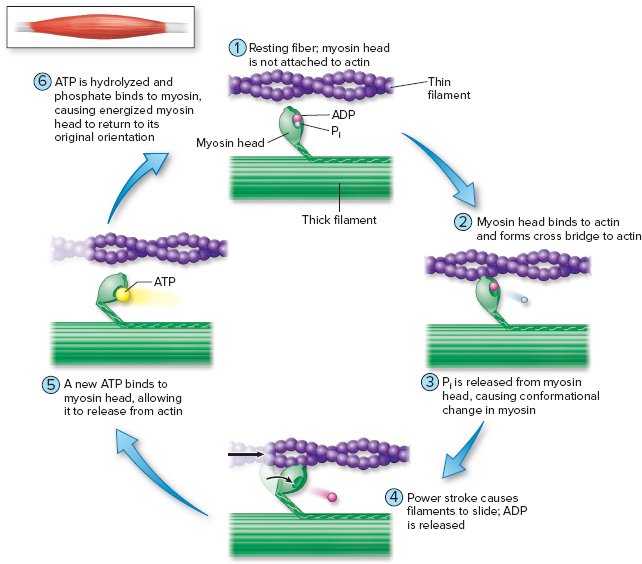 1 Resting fiber; myosin head
is not attached to actin
Thin
filament
ADP
Pi
Myosin head
Thick filament
2 Myosin head binds to actin
and forms cross bridge to actin
3 Pi is released from myosin
head, causing conformational
change in myosin
4 Power stroke causes
filaments to slide; ADP
is released
5 A new ATP binds to
myosin head, allowing
it to release from actin
ATP
6 ATP is hydrolyzed and
phosphate binds to myosin,
causing energized myosin
head to return to its
original orientation